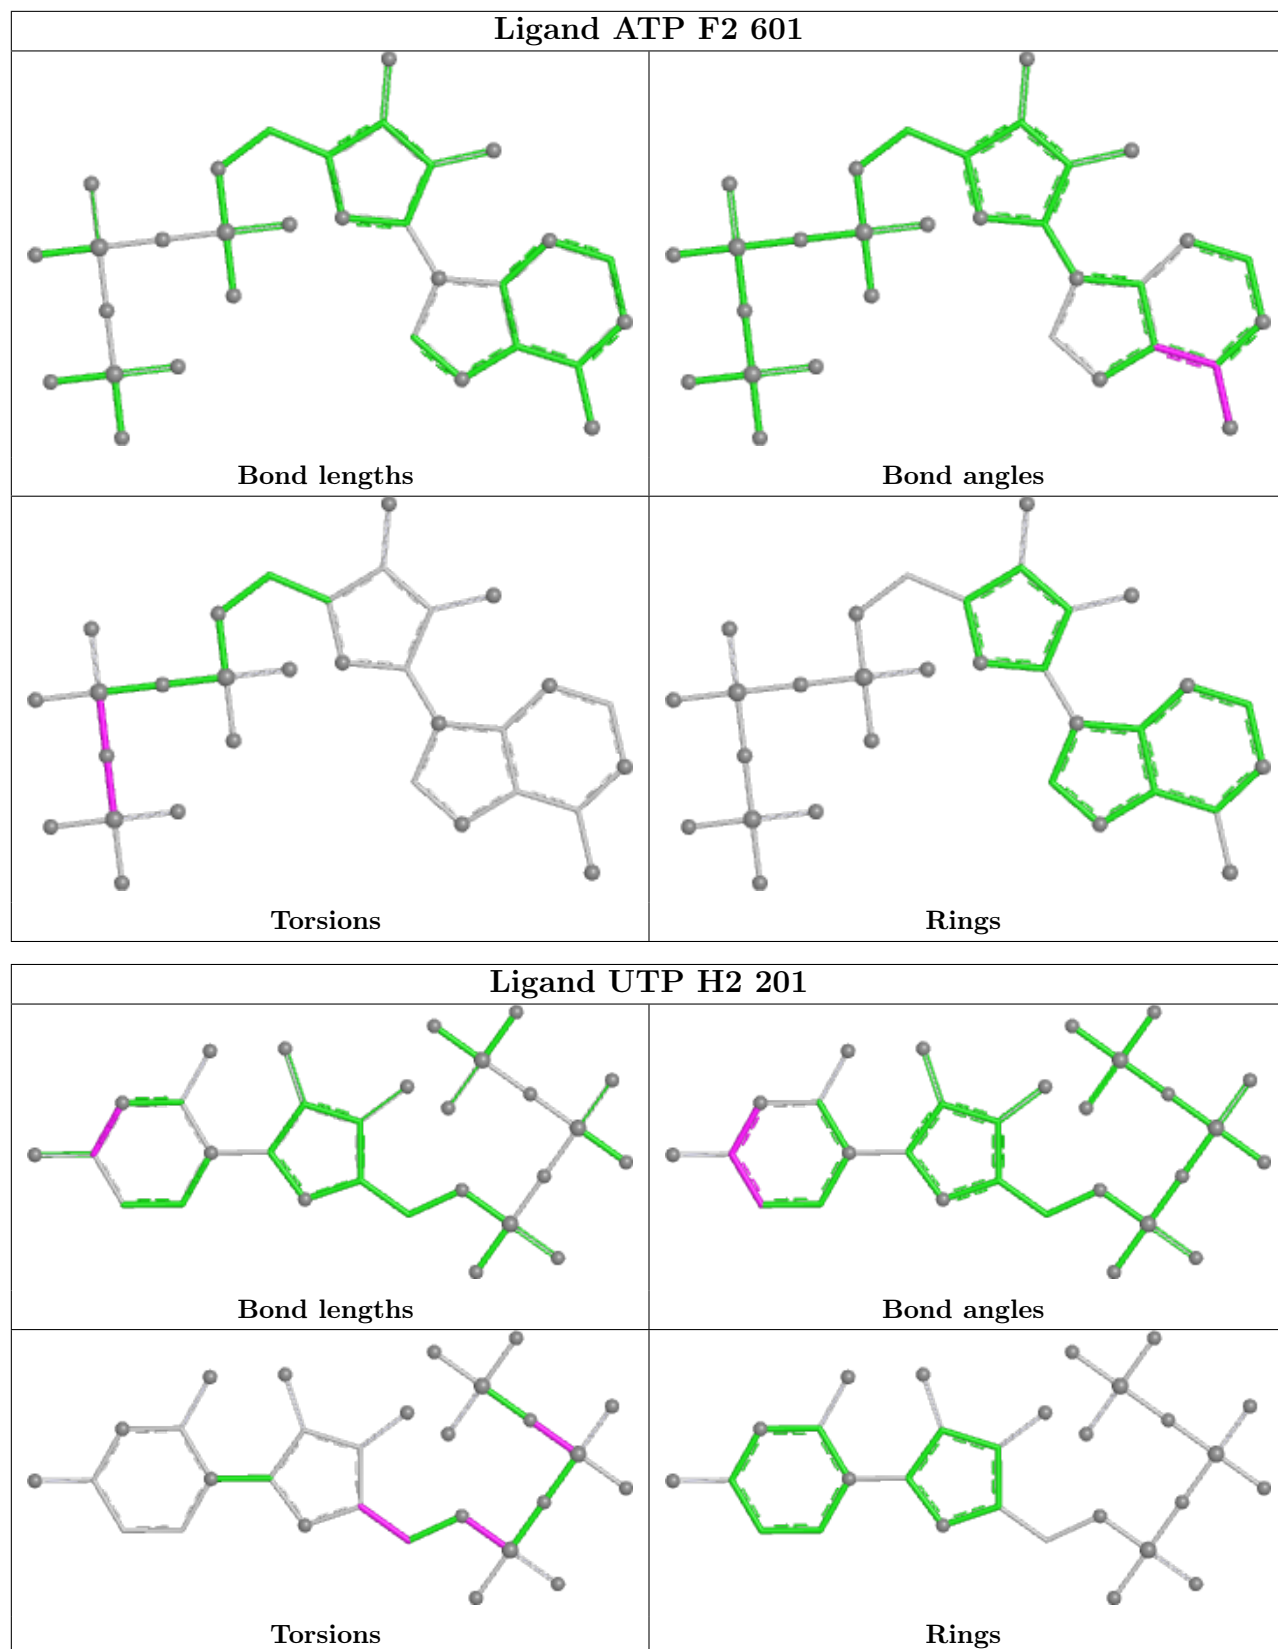 Ligand ATP F2 601
Bond lengths
Bond angles
Torsions
Rings
Ligand UTP H2 201
Bond lengths
Bond angles
Torsions
Rings